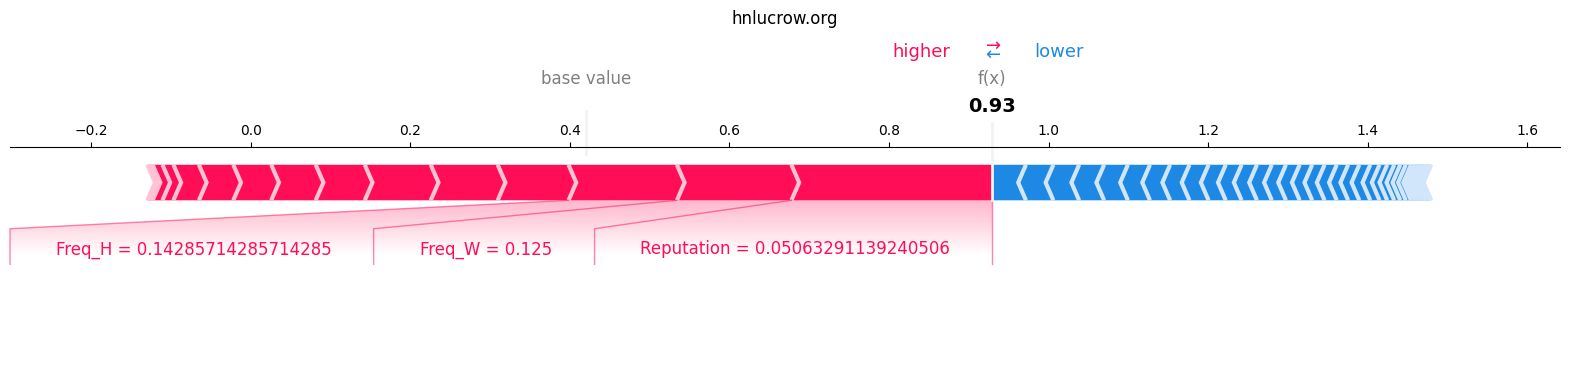 hnlucrow.org
higher ⇄ lower
base value f(x)
0.93
−0.2 0.0 0.2 0.4 0.6 0.8 1.0 1.2 1.4 1.6
Freq_H = 0.14285714285714285 Freq_W = 0.125 Reputation = 0.05063291139240506